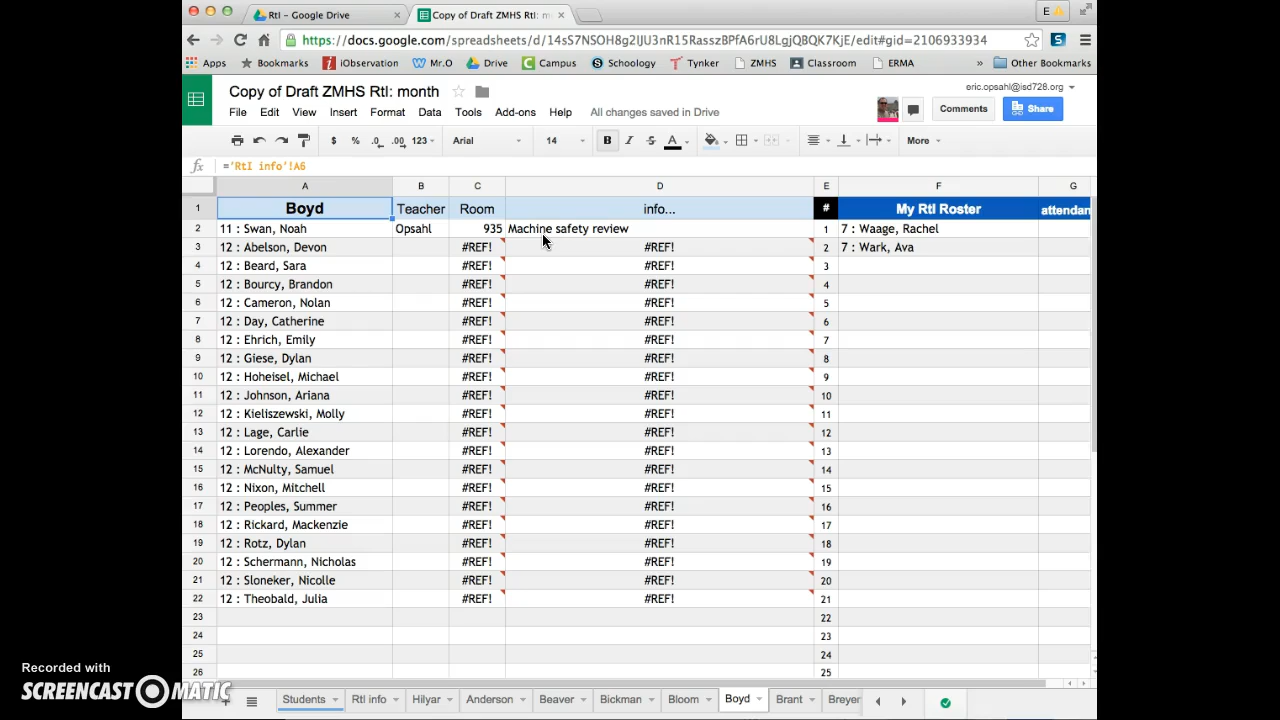 RtI – Google Drive
Copy of Draft ZMHS RtI: m
E
https://docs.google.com/spreadsheets/d/14sS7NSOH8g2IJU3nR15RasszBPfA6rU8LgjQBQK7KjE/edit#gid=2106933934
Apps Bookmarks iObservation Mr.O Drive Campus Schoology Tynker ZMHS Classroom ERMA » Other Bookmarks
Copy of Draft ZMHS RtI: month
eric.opsahl@isd728.org
File Edit View Insert Format Data Tools Add-ons Help All changes saved in Drive
Comments Share
$ % .0 .00 123 Arial 14 B I S A More
fx ='RtI info'!A6
A B C D E F G
1 Boyd Teacher Room info... # My RtI Roster attendan
2 11 : Swan, Noah Opsahl 935 Machine safety review 1 7 : Waage, Rachel
3 12 : Abelson, Devon #REF! #REF! 2 7 : Wark, Ava
4 12 : Beard, Sara #REF! #REF! 3
5 12 : Bourcy, Brandon #REF! #REF! 4
6 12 : Cameron, Nolan #REF! #REF! 5
7 12 : Day, Catherine #REF! #REF! 6
8 12 : Ehrich, Emily #REF! #REF! 7
9 12 : Giese, Dylan #REF! #REF! 8
10 12 : Hoheisel, Michael #REF! #REF! 9
11 12 : Johnson, Ariana #REF! #REF! 10
12 12 : Kieliszewski, Molly #REF! #REF! 11
13 12 : Lage, Carlie #REF! #REF! 12
14 12 : Lorendo, Alexander #REF! #REF! 13
15 12 : McNulty, Samuel #REF! #REF! 14
16 12 : Nixon, Mitchell #REF! #REF! 15
17 12 : Peoples, Summer #REF! #REF! 16
18 12 : Rickard, Mackenzie #REF! #REF! 17
19 12 : Rotz, Dylan #REF! #REF! 18
20 12 : Schermann, Nicholas #REF! #REF! 19
21 12 : Sloneker, Nicolle #REF! #REF! 20
22 12 : Theobald, Julia #REF! #REF! 21
23 22
24 23
25 24
26 25
Students RtI info Hilyar Anderson Beaver Bickman Bloom Boyd Brant Breyer
Recorded with
SCREENCAST MATIC